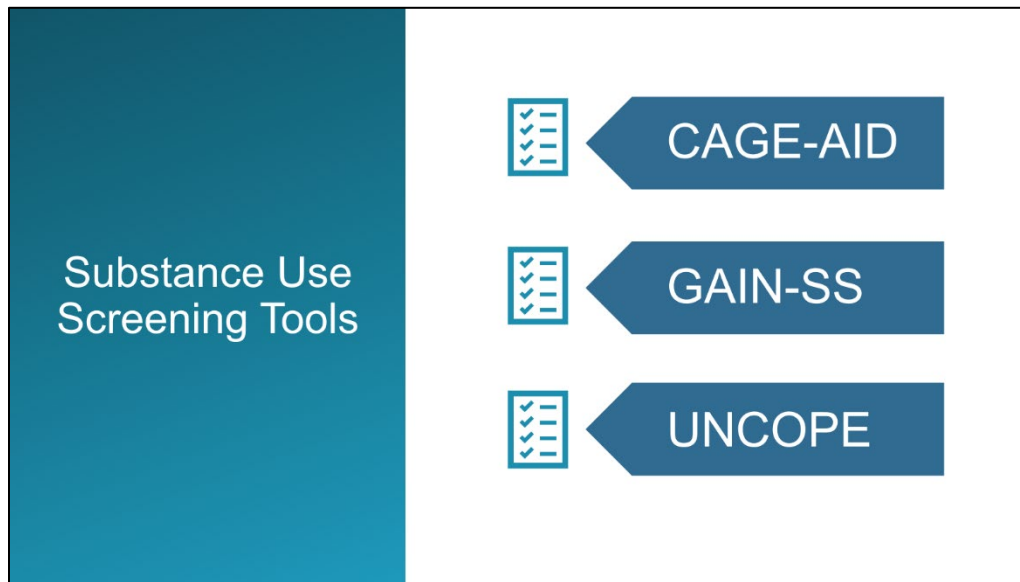 Substance Use
Screening Tools
CAGE-AID
GAIN-SS
UNCOPE